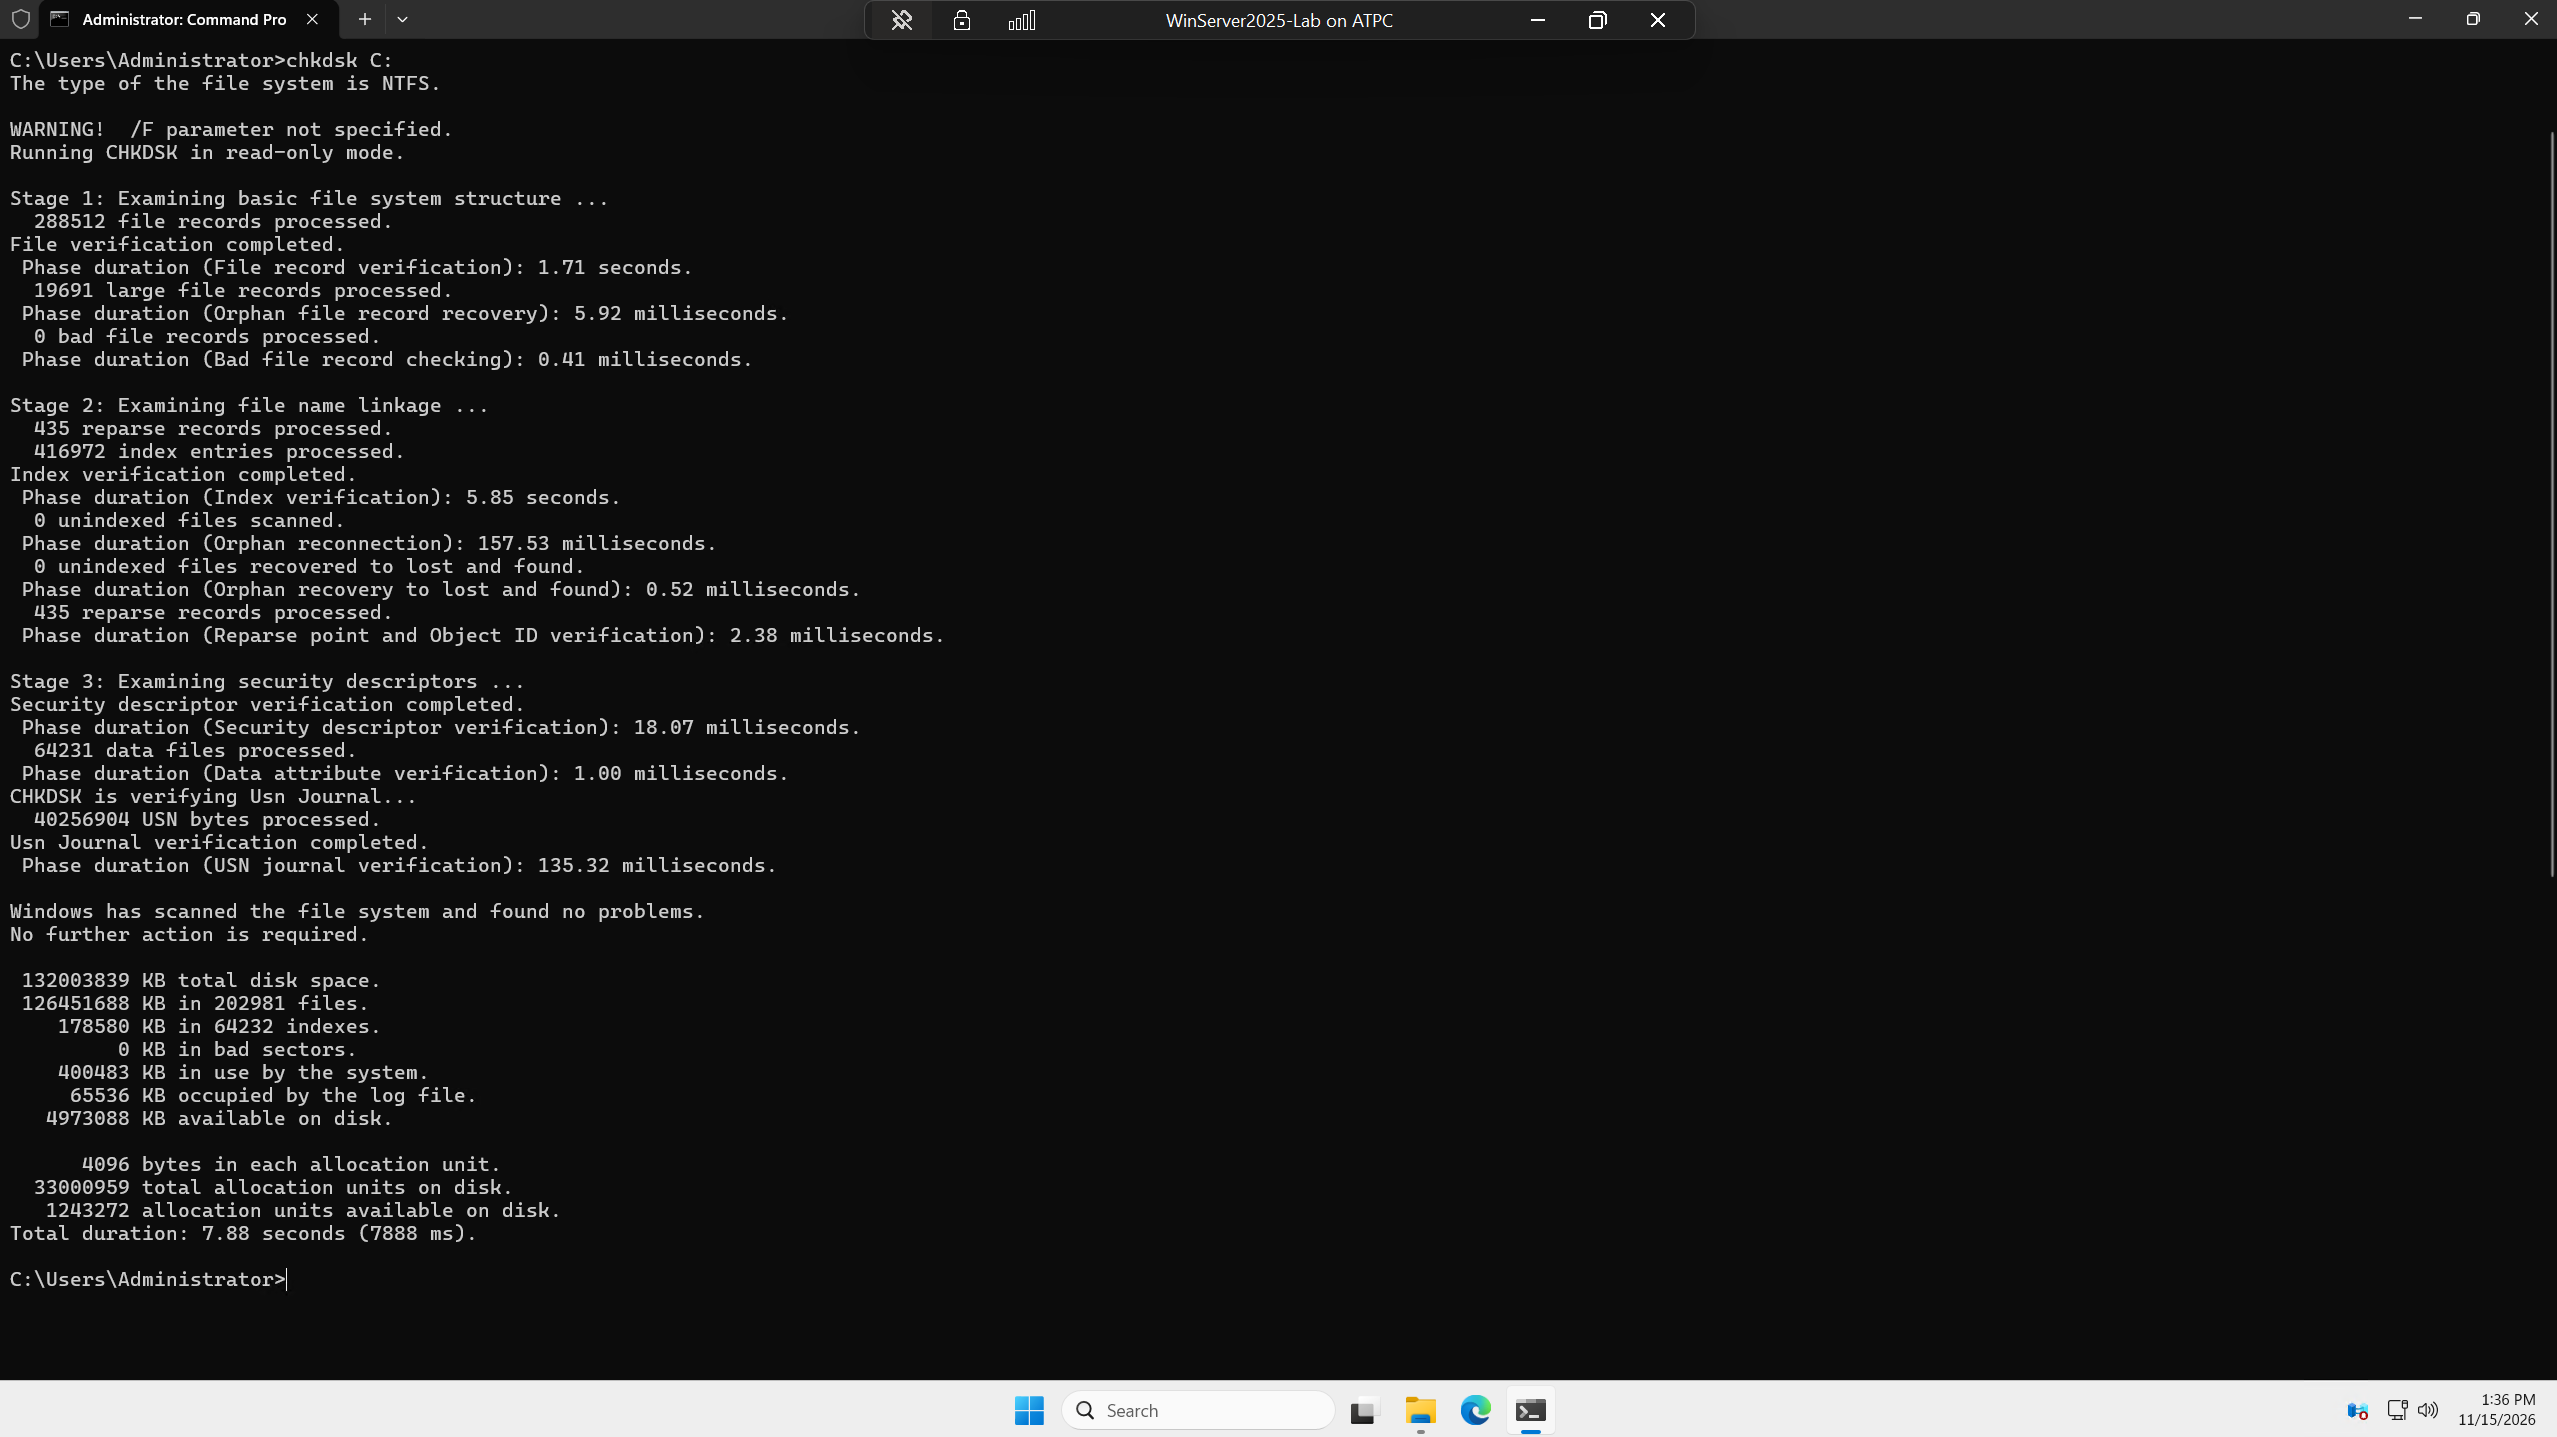 Administrator: Command Pro
WinServer2025-Lab on ATPC
C:\Users\Administrator>chkdsk C:
The type of the file system is NTFS.
WARNING!  /F parameter not specified.
Running CHKDSK in read-only mode.
Stage 1: Examining basic file system structure ...
  288512 file records processed.
File verification completed.
 Phase duration (File record verification): 1.71 seconds.
  19691 large file records processed.
 Phase duration (Orphan file record recovery): 5.92 milliseconds.
  0 bad file records processed.
 Phase duration (Bad file record checking): 0.41 milliseconds.
Stage 2: Examining file name linkage ...
  435 reparse records processed.
  416972 index entries processed.
Index verification completed.
 Phase duration (Index verification): 5.85 seconds.
  0 unindexed files scanned.
 Phase duration (Orphan reconnection): 157.53 milliseconds.
  0 unindexed files recovered to lost and found.
 Phase duration (Orphan recovery to lost and found): 0.52 milliseconds.
  435 reparse records processed.
 Phase duration (Reparse point and Object ID verification): 2.38 milliseconds.
Stage 3: Examining security descriptors ...
Security descriptor verification completed.
 Phase duration (Security descriptor verification): 18.07 milliseconds.
  64231 data files processed.
 Phase duration (Data attribute verification): 1.00 milliseconds.
CHKDSK is verifying Usn Journal...
  40256904 USN bytes processed.
Usn Journal verification completed.
 Phase duration (USN journal verification): 135.32 milliseconds.
Windows has scanned the file system and found no problems.
No further action is required.
 132003839 KB total disk space.
 126451688 KB in 202981 files.
    178580 KB in 64232 indexes.
         0 KB in bad sectors.
    400483 KB in use by the system.
     65536 KB occupied by the log file.
   4973088 KB available on disk.
      4096 bytes in each allocation unit.
  33000959 total allocation units on disk.
   1243272 allocation units available on disk.
Total duration: 7.88 seconds (7888 ms).
C:\Users\Administrator>
Search
1:36 PM
11/15/2026